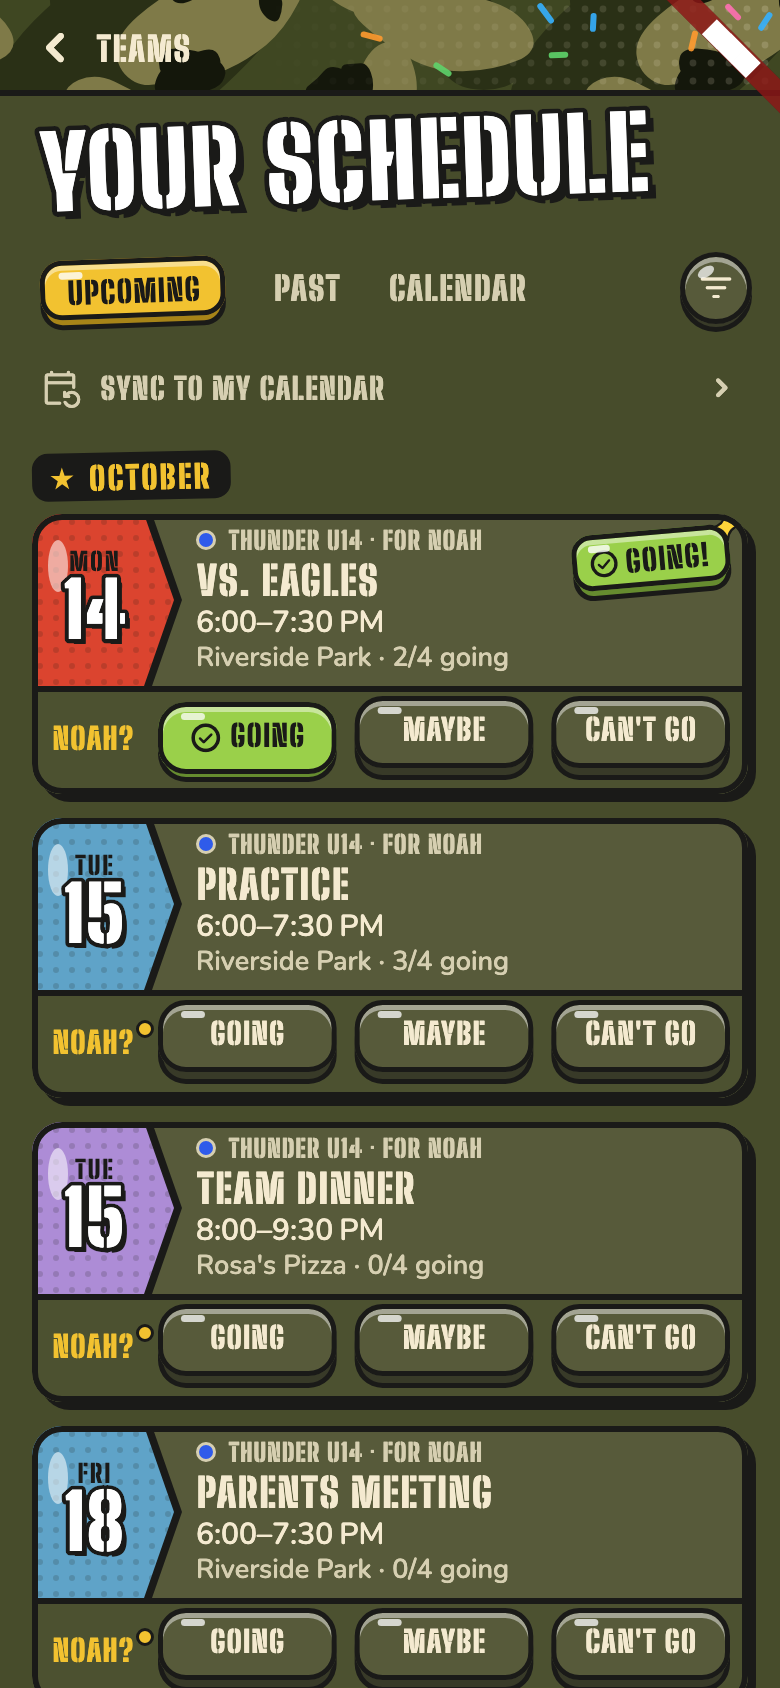 TEAMS
YOUR SCHEDULE
UPCOMING PAST CALENDAR
SYNC TO MY CALENDAR
★ OCTOBER
MON
14
THUNDER U14 · FOR NOAH
VS. EAGLES
6:00–7:30 PM
Riverside Park · 2/4 going
GOING!
NOAH? GOING MAYBE CAN'T GO
TUE
15
THUNDER U14 · FOR NOAH
PRACTICE
6:00–7:30 PM
Riverside Park · 3/4 going
NOAH? GOING MAYBE CAN'T GO
TUE
15
THUNDER U14 · FOR NOAH
TEAM DINNER
8:00–9:30 PM
Rosa's Pizza · 0/4 going
NOAH? GOING MAYBE CAN'T GO
FRI
18
THUNDER U14 · FOR NOAH
PARENTS MEETING
6:00–7:30 PM
Riverside Park · 0/4 going
NOAH? GOING MAYBE CAN'T GO